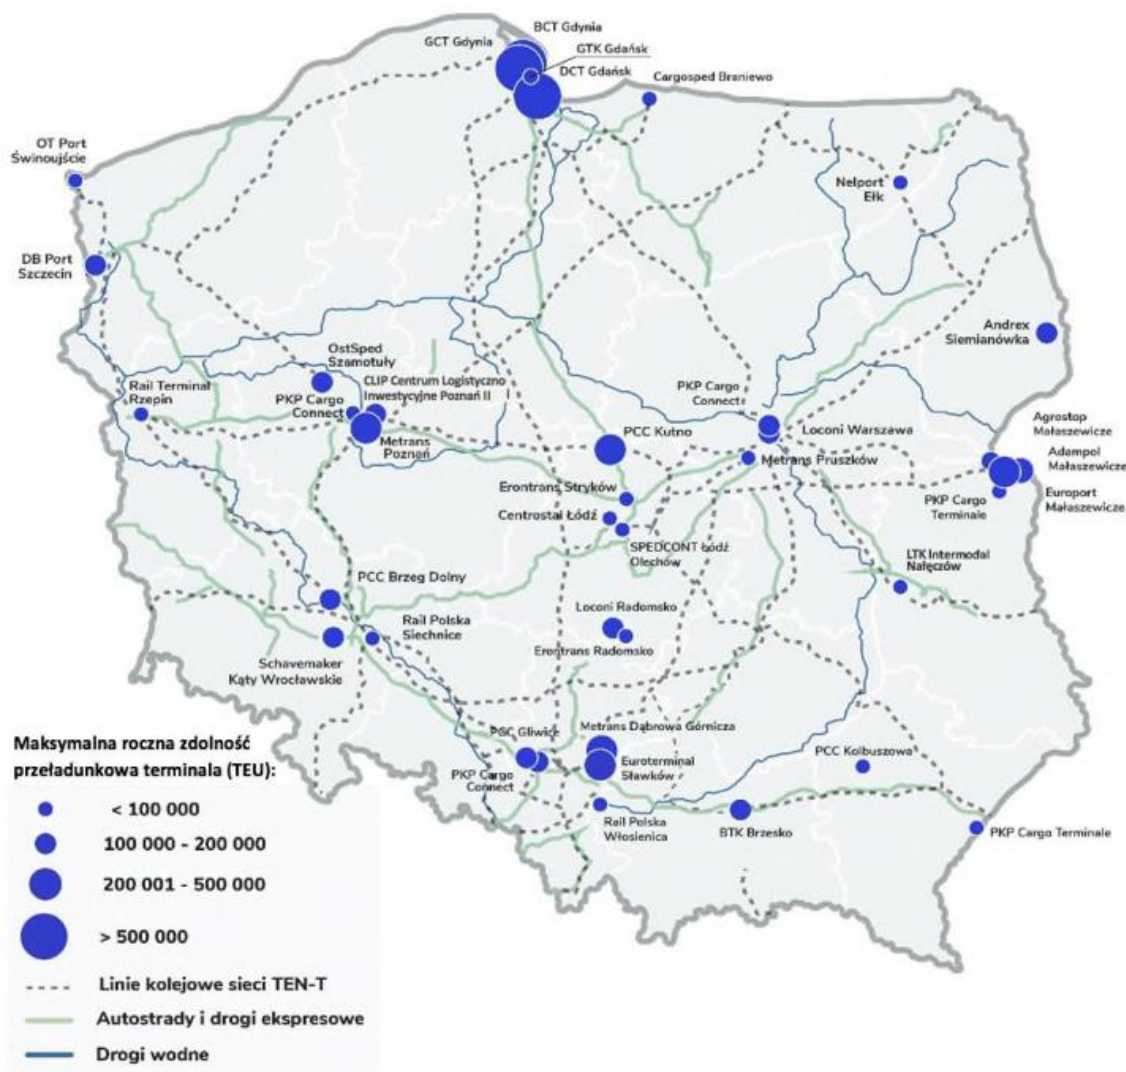 BCT Gdynia
GCT Gdynia
GTK Gdańsk
DCT Gdańsk
Cargosped Braniewo
OT Port
Świnoujście
Nelport
Ełk
DB Port
Szczecin
Andrex
Siemianówka
OstSped
Szamotuły
CLIP Centrum Logistyczno
Inwestycyjne Poznań II
Rail Terminal
Rzepin
PKP Cargo
Connect
Metrans
Poznań
PKP Cargo
Connect
Loconi Warszawa
PCC Kutno
Metrans Pruszków
Agrostop
Małaszewicze
Adampol
Małaszewicze
PKP Cargo
Terminale
Europort
Małaszewicze
Erontrans Stryków
Centrostal Łódź
SPEDCONT Łódź
Olechów
LTK Intermodal
Nałęczów
PCC Brzeg Dolny
Rail Polska
Siechnice
Loconi Radomsko
Erontrans Radomsko
Schavemaker
Kąty Wrocławskie
PCC Gliwice
PKP Cargo
Connect
Metrans Dąbrowa Górnicza
Euroterminal
Sławków
PCC Kolbuszowa
Rail Polska
Włosienica
BTK Brzesko
PKP Cargo Terminale
Maksymalna roczna zdolność
przeładunkowa terminala (TEU):
< 100 000
100 000 - 200 000
200 001 - 500 000
> 500 000
Linie kolejowe sieci TEN-T
Autostrady i drogi ekspresowe
Drogi wodne